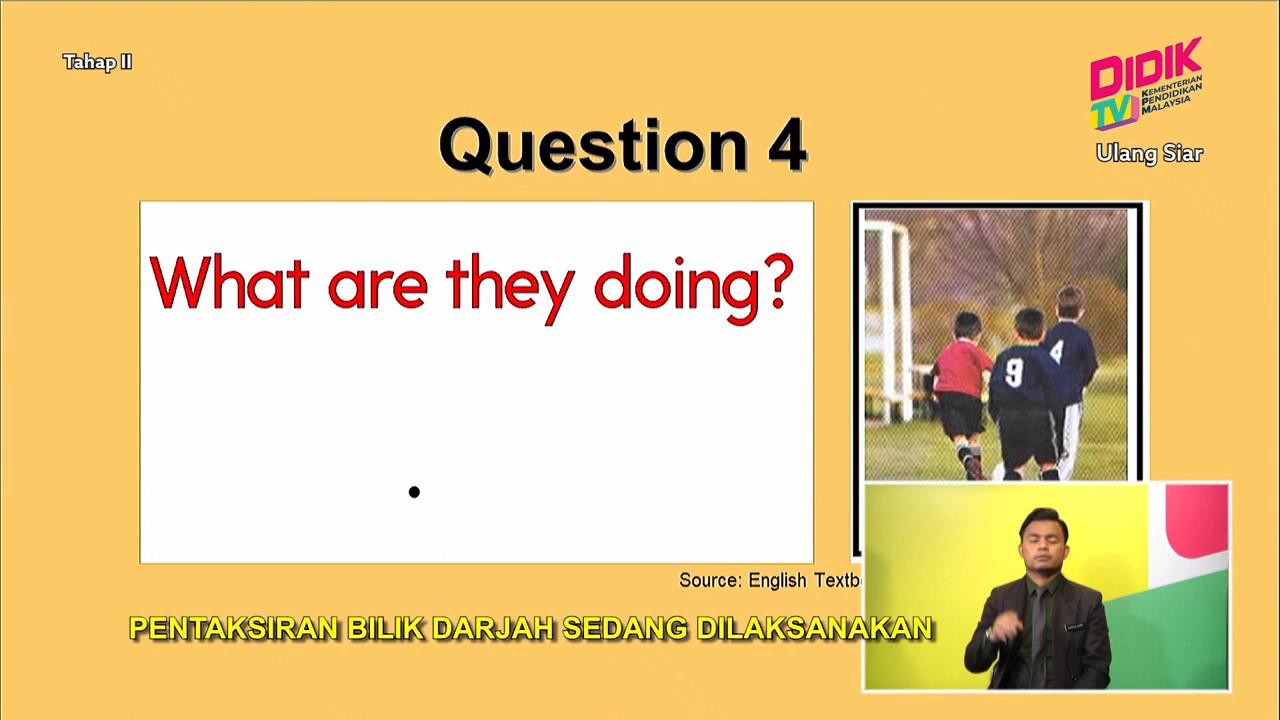 Tahap II
DIDIK
TV
KEMENTERIAN
PENDIDIKAN
MALAYSIA
Ulang Siar
Question 4
What are they doing?
9
4
Source: English Textb
PENTAKSIRAN BILIK DARJAH SEDANG DILAKSANAKAN